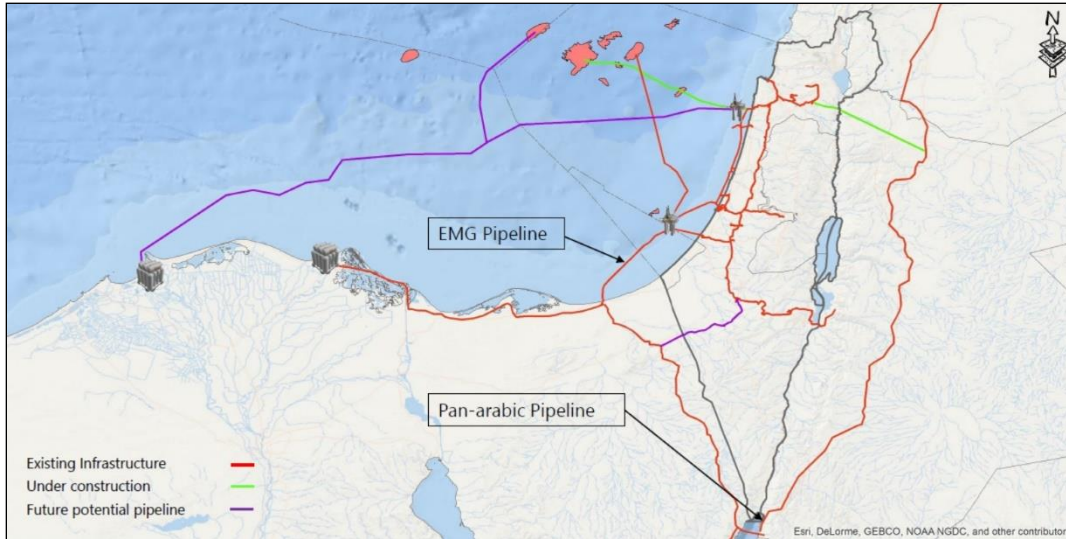 N
EMG Pipeline
Pan-arabic Pipeline
Existing Infrastructure
Under construction
Future potential pipeline
Esri, DeLorme, GEBCO, NOAA NGDC, and other contributor